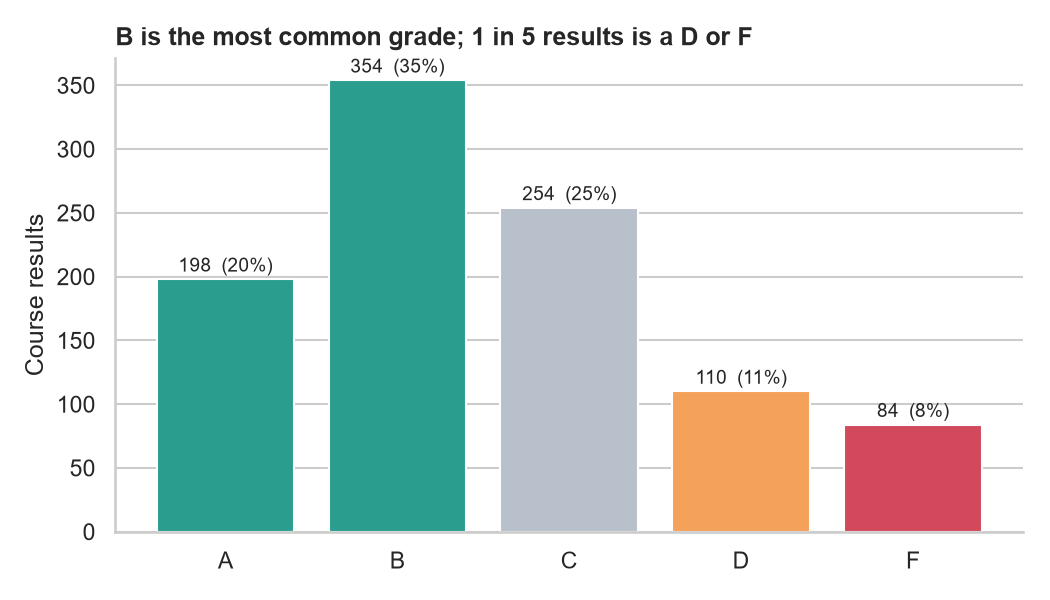 B is the most common grade; 1 in 5 results is a D or F
Course results
350
300
250
200
150
100
50
0
354 (35%)
254 (25%)
198 (20%)
110 (11%)
84 (8%)
A
B
C
D
F